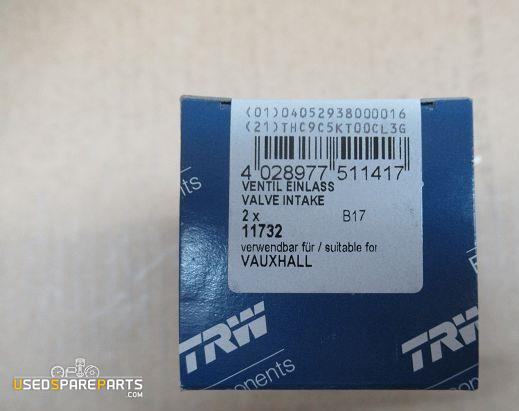 (01)04052938000016
(21)THC9C5KT00CL3G
4 028977 511417
VENTIL EINLASS
VALVE INTAKE
2 x B17
11732
verwendbar für / suitable for
VAUXHALL
TRW
TRW
USEDSPAREPARTS
.COM